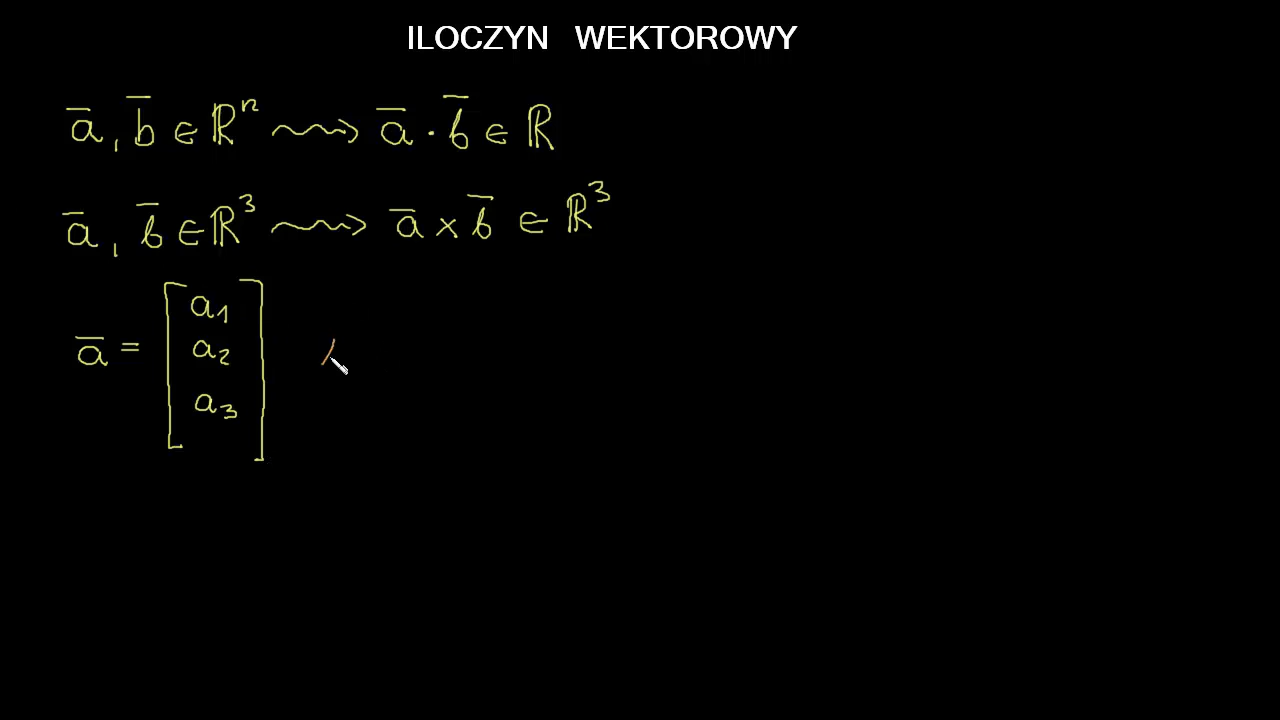 ILOCZYN WEKTOROWY
a̅, b̅ ∈ ℝⁿ ⟿ a̅ · b̅ ∈ ℝ
a̅, b̅ ∈ ℝ³ ⟿ a̅ × b̅ ∈ ℝ³
a₁
a̅ = [ a₂ ]
a₃